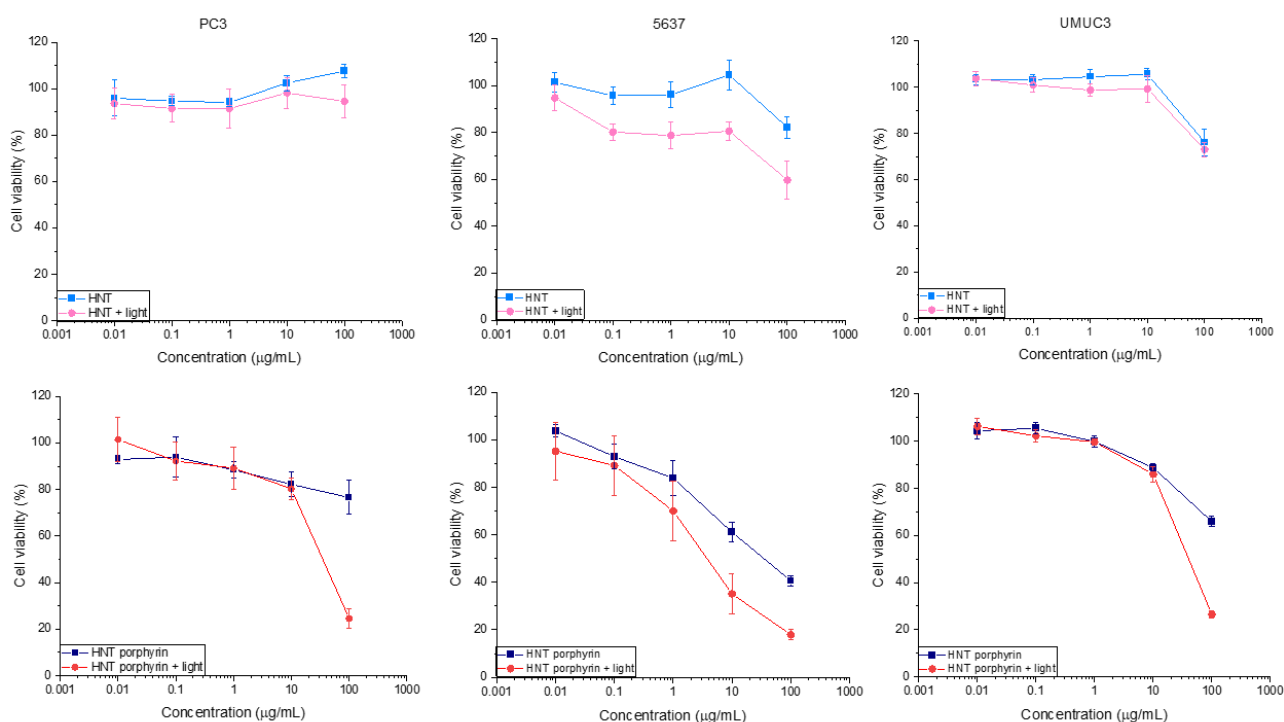 PC3
120
100
80
60
40
20
0
Cell viability (%)
HNT
HNT + light
0.001 0.01 0.1 1 10 100 1000
Concentration (μg/mL)
5637
120
100
80
60
40
20
0
Cell viability (%)
HNT
HNT + light
0.001 0.01 0.1 1 10 100 1000
Concentration (μg/mL)
UMUC3
120
100
80
60
40
20
0
Cell viability (%)
HNT
HNT + light
0.001 0.01 0.1 1 10 100 1000
Concentration (μg/mL)
120
100
80
60
40
20
0
Cell viability (%)
HNT porphyrin
HNT porphyrin + light
0.001 0.01 0.1 1 10 100 1000
Concentration (μg/mL)
120
100
80
60
40
20
0
Cell viability (%)
HNT porphyrin
HNT porphyrin + light
0.001 0.01 0.1 1 10 100 1000
Concentration (μg/mL)
120
100
80
60
40
20
0
Cell viability (%)
HNT porphyrin
HNT porphyrin + light
0.001 0.01 0.1 1 10 100 1000
Concentration (μg/mL)